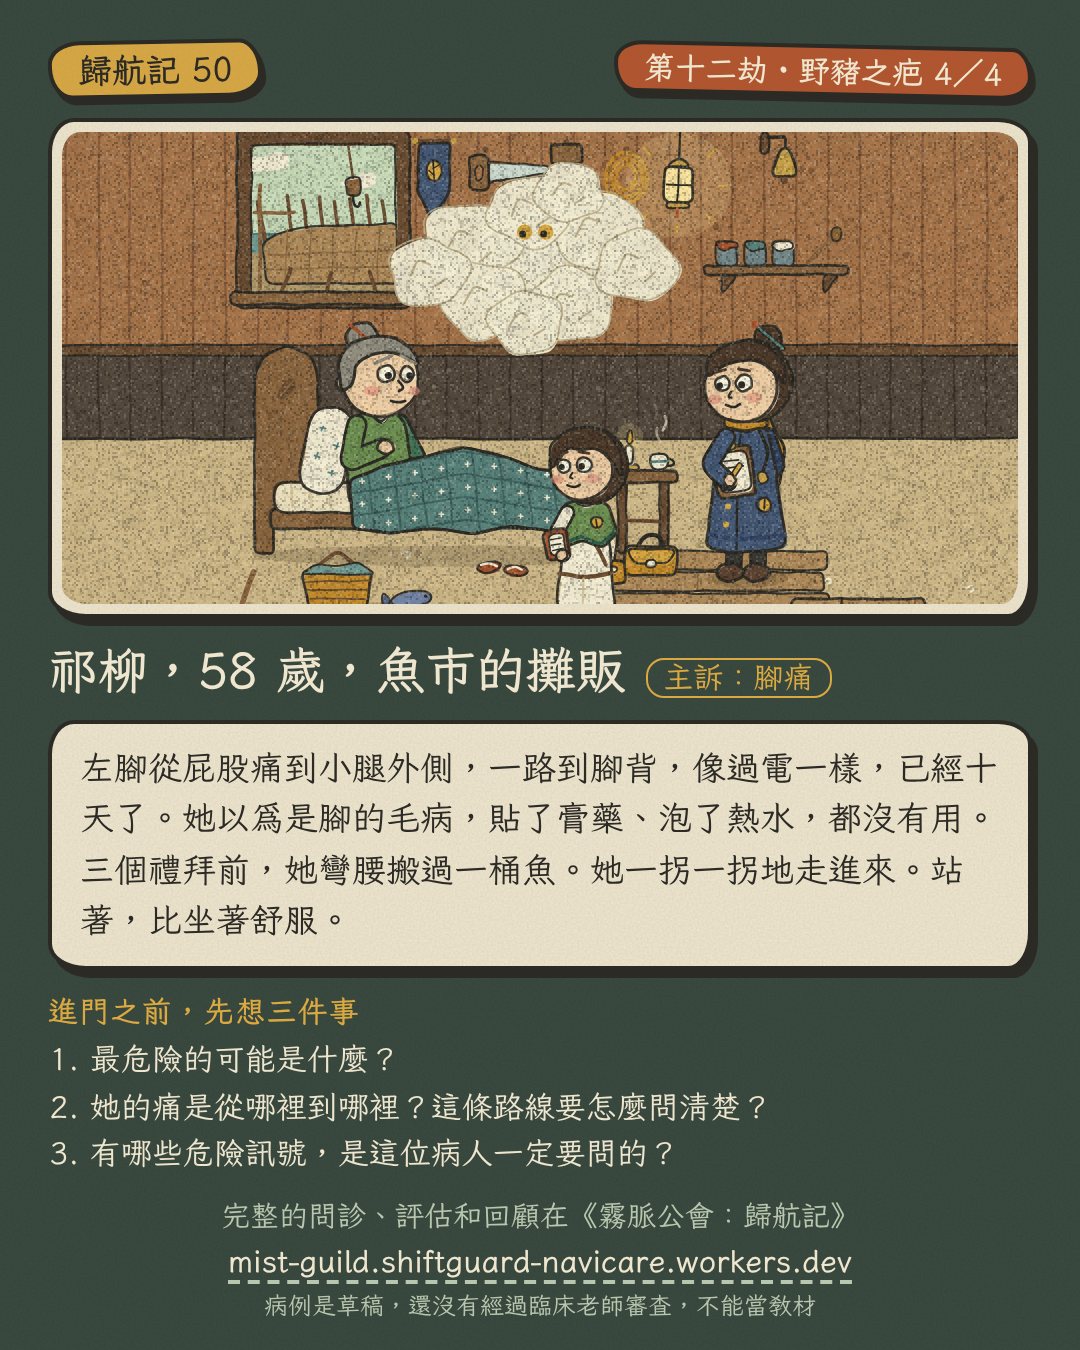 歸航記 50
第十二劫・野豬之疤 4／4
祁柳，58 歲，魚市的攤販
主訴：腳痛
左腳從屁股痛到小腿外側，一路到腳背，像過電一樣，已經十
天了。她以為是腳的毛病，貼了膏藥、泡了熱水，都沒有用。
三個禮拜前，她彎腰搬過一桶魚。她一拐一拐地走進來。站
著，比坐著舒服。
進門之前，先想三件事
1. 最危險的可能是什麼？
2. 她的痛是從哪裡到哪裡？這條路線要怎麼問清楚？
3. 有哪些危險訊號，是這位病人一定要問的？
完整的問診、評估和回顧在《霧脈公會：歸航記》
mist-guild.shiftguard-navicare.workers.dev
病例是草稿，還沒有經過臨床老師審查，不能當教材